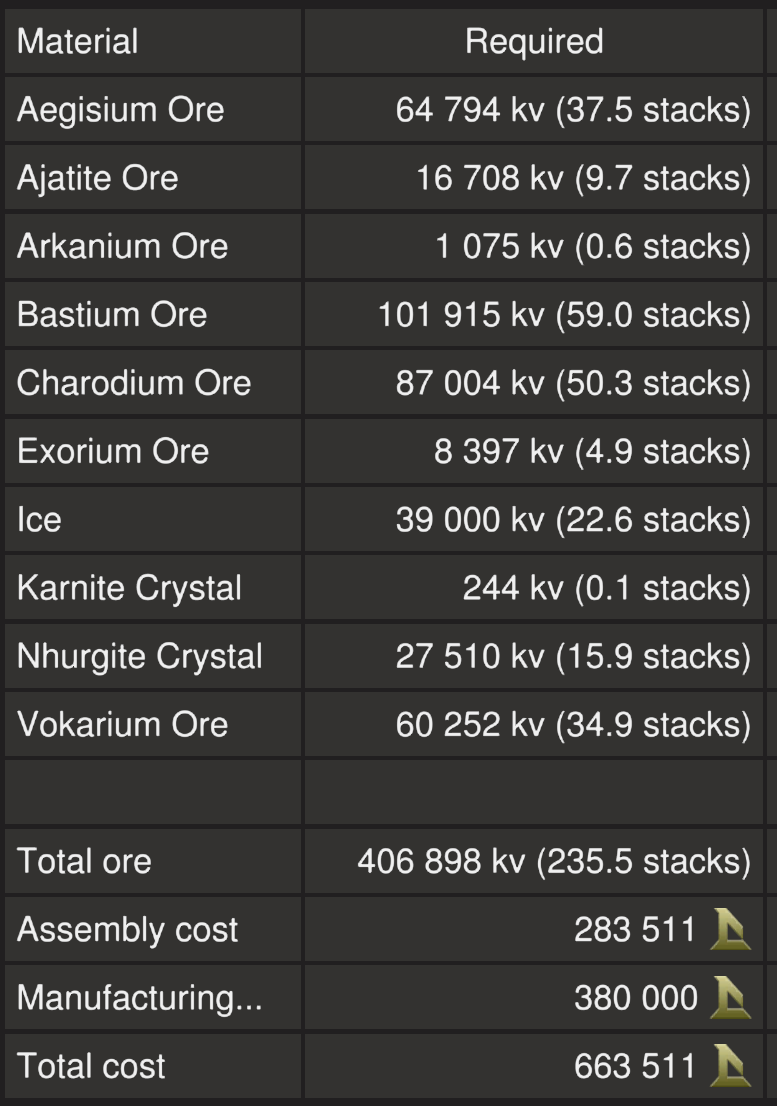 Material Required
Aegisium Ore 64 794 kv (37.5 stacks)
Ajatite Ore 16 708 kv (9.7 stacks)
Arkanium Ore 1 075 kv (0.6 stacks)
Bastium Ore 101 915 kv (59.0 stacks)
Charodium Ore 87 004 kv (50.3 stacks)
Exorium Ore 8 397 kv (4.9 stacks)
Ice 39 000 kv (22.6 stacks)
Karnite Crystal 244 kv (0.1 stacks)
Nhurgite Crystal 27 510 kv (15.9 stacks)
Vokarium Ore 60 252 kv (34.9 stacks)
Total ore 406 898 kv (235.5 stacks)
Assembly cost 283 511
Manufacturing... 380 000
Total cost 663 511